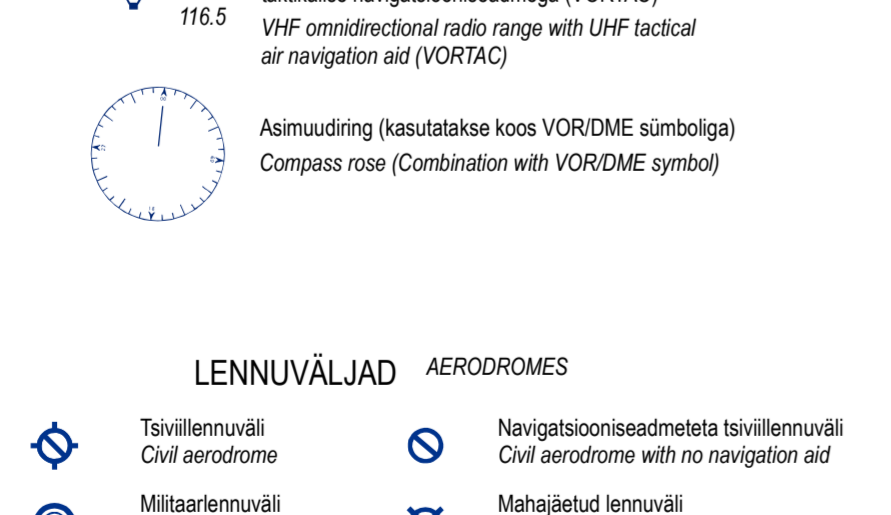 116.5
VHF omnidirectional radio range with UHF tactical
air navigation aid (VORTAC)
Asimuudiring (kasutatakse koos VOR/DME sümboliga)
Compass rose (Combination with VOR/DME symbol)
LENNUVÄLJAD AERODROMES
Tsiviillennuväli
Civil aerodrome
Navigatsiooniseadmeteta tsiviillennuväli
Civil aerodrome with no navigation aid
Militaarlennuväli
Mahajäetud lennuväli